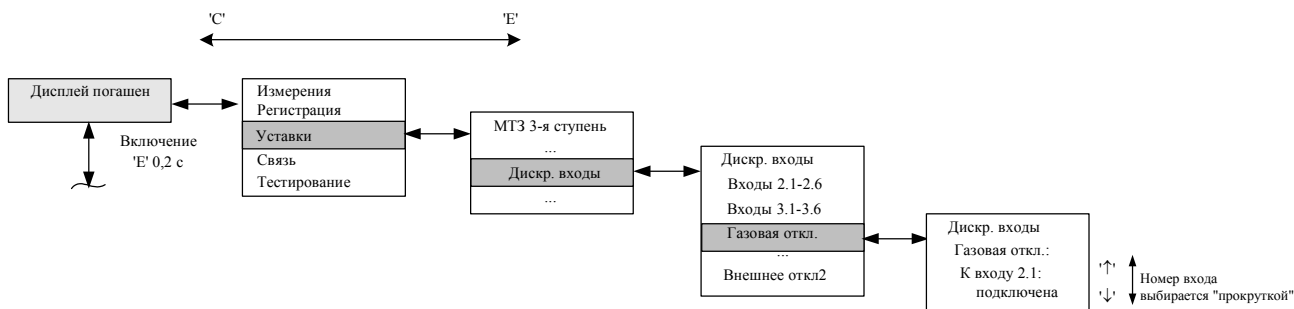 'C'
'E'
Дисплей погашен
Включение
'E' 0,2 с
Измерения
Регистрация
Уставки
Связь
Тестирование
МТЗ 3-я ступень
...
Дискр. входы
...
Дискр. входы
Входы 2.1-2.6
Входы 3.1-3.6
Газовая откл.
...
Внешнее откл2
Дискр. входы
Газовая откл.:
К входу 2.1:
подключена
'↑'
'↓'
Номер входа
выбирается "прокруткой"